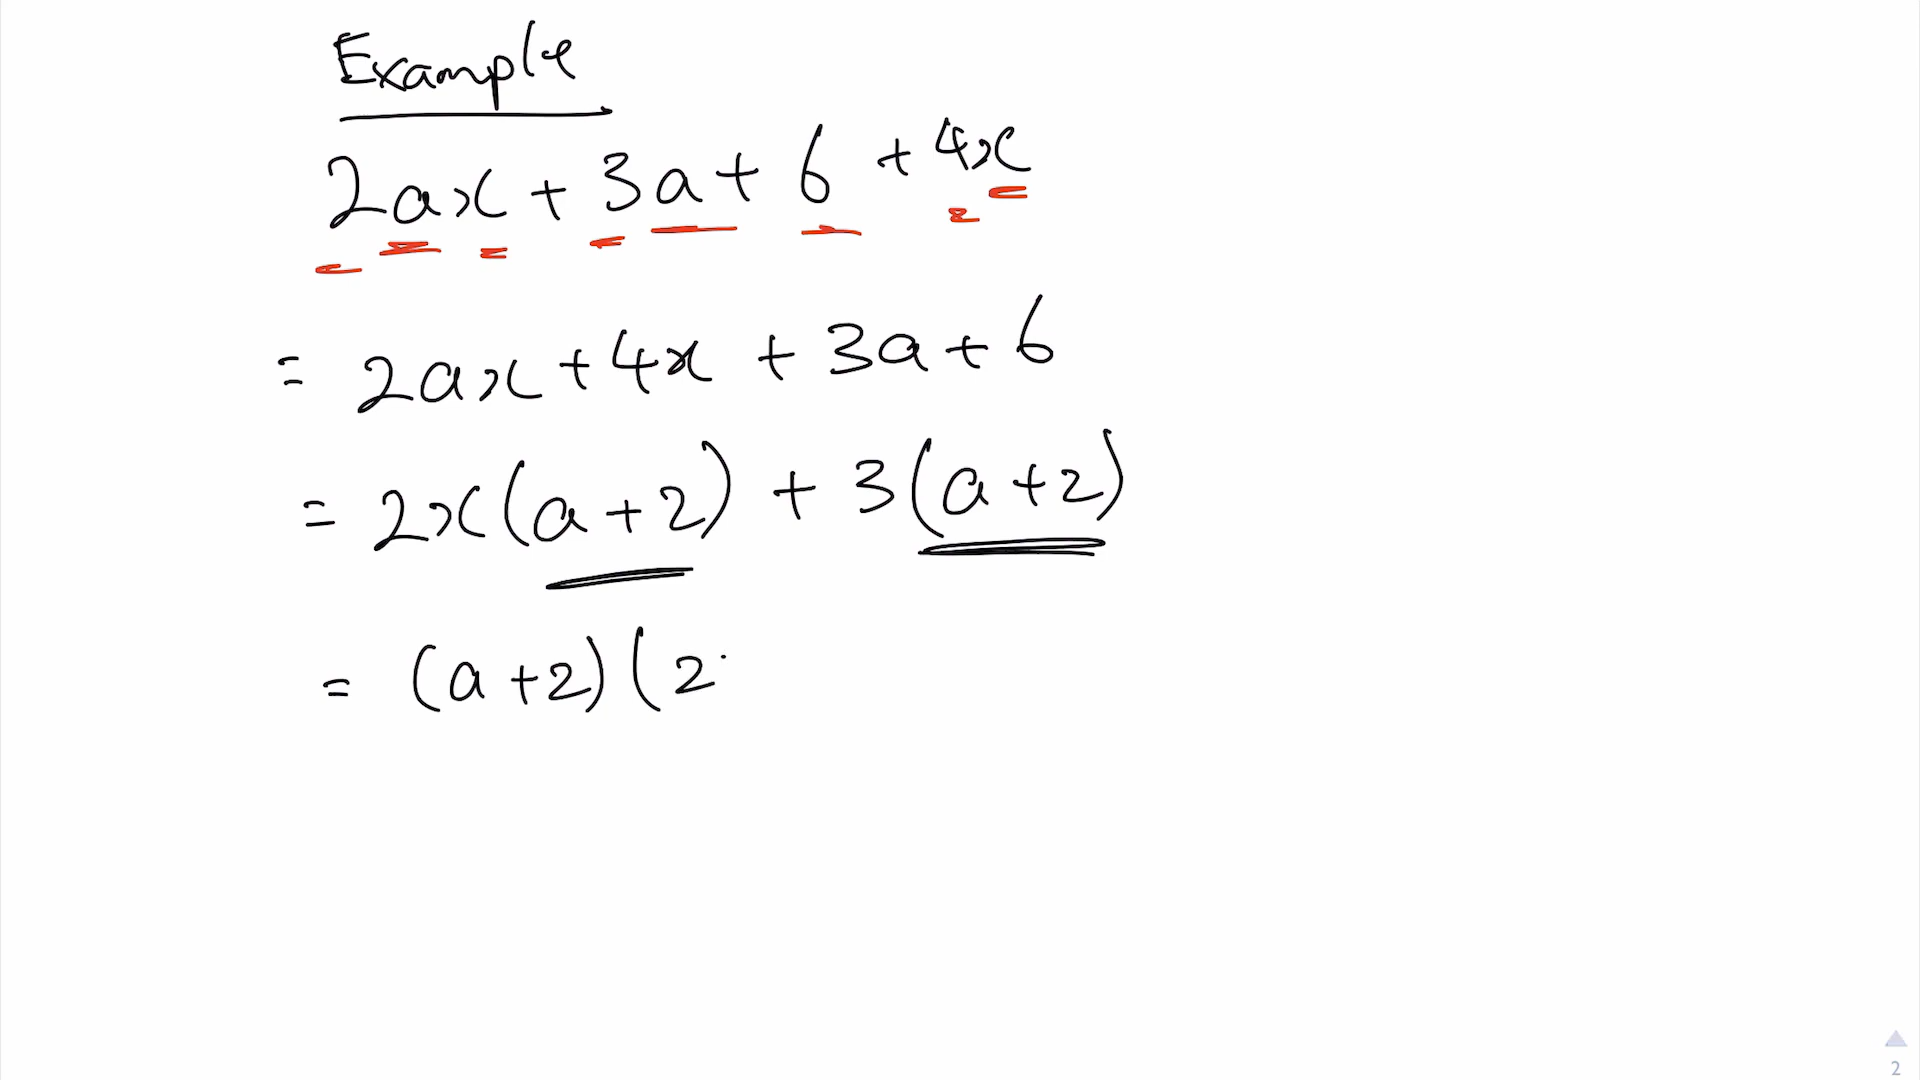 Example
2ax + 3a + 6 + 4x
= 2ax + 4x + 3a + 6
= 2x(a+2) + 3(a+2)
= (a+2)(2
2